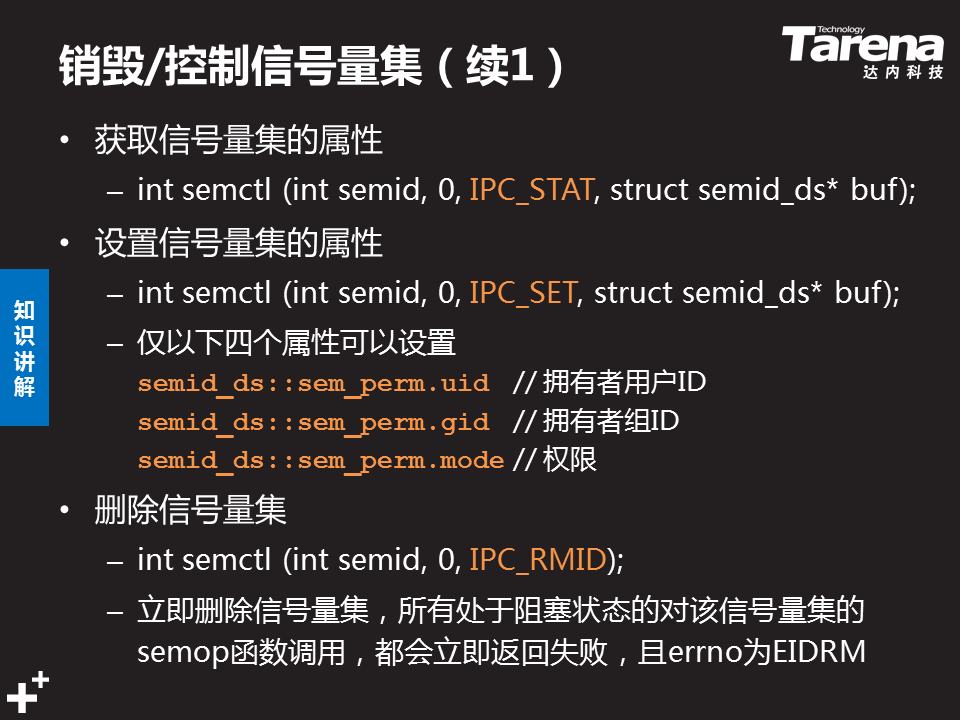 销毁/控制信号量集（续1）
Technology
Tarena
达内科技
• 获取信号量集的属性
– int semctl (int semid, 0, IPC_STAT, struct semid_ds* buf);
• 设置信号量集的属性
– int semctl (int semid, 0, IPC_SET, struct semid_ds* buf);
– 仅以下四个属性可以设置
semid_ds::sem_perm.uid // 拥有者用户ID
semid_ds::sem_perm.gid // 拥有者组ID
semid_ds::sem_perm.mode // 权限
• 删除信号量集
– int semctl (int semid, 0, IPC_RMID);
– 立即删除信号量集，所有处于阻塞状态的对该信号量集的
semop函数调用，都会立即返回失败，且errno为EIDRM
知识讲解